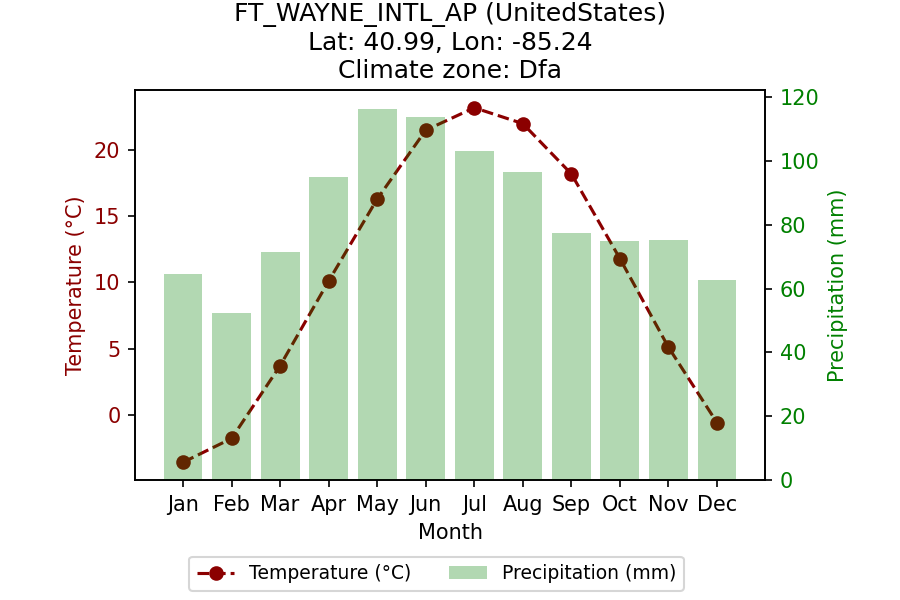 FT_WAYNE_INTL_AP (UnitedStates)
Lat: 40.99, Lon: -85.24
Climate zone: Dfa
Temperature (°C)
20
15
10
5
0
120
100
80
60
40
20
0
Precipitation (mm)
Jan Feb Mar Apr May Jun Jul Aug Sep Oct Nov Dec
Month
Temperature (°C) Precipitation (mm)